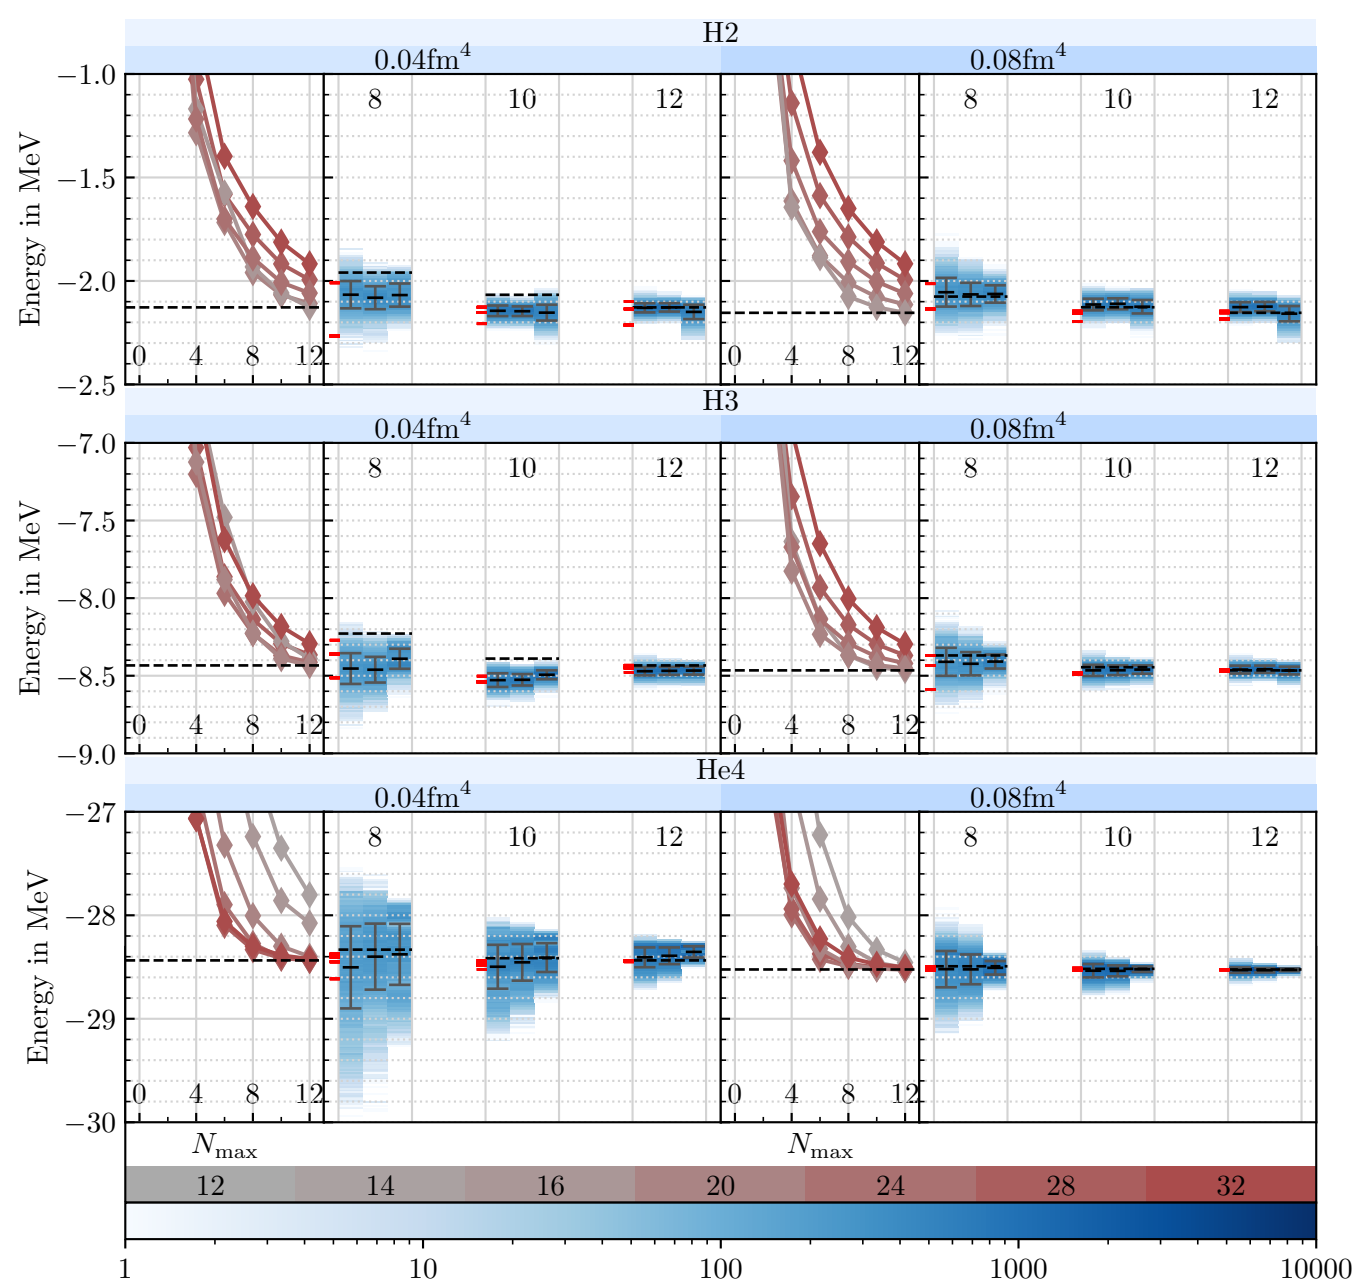 H2
0.04fm⁴ 0.08fm⁴
−1.0
8 10 12 8 10 12
−1.5
−2.0
−2.5
Energy in MeV
0 4 8 12 0 4 8 12
H3
0.04fm⁴ 0.08fm⁴
−7.0
8 10 12 8 10 12
−7.5
−8.0
−8.5
−9.0
Energy in MeV
0 4 8 12 0 4 8 12
He4
0.04fm⁴ 0.08fm⁴
−27
8 10 12 8 10 12
−28
−29
−30
Energy in MeV
0 4 8 12 0 4 8 12
N_max N_max
12 14 16 20 24 28 32
1 10 100 1000 10000